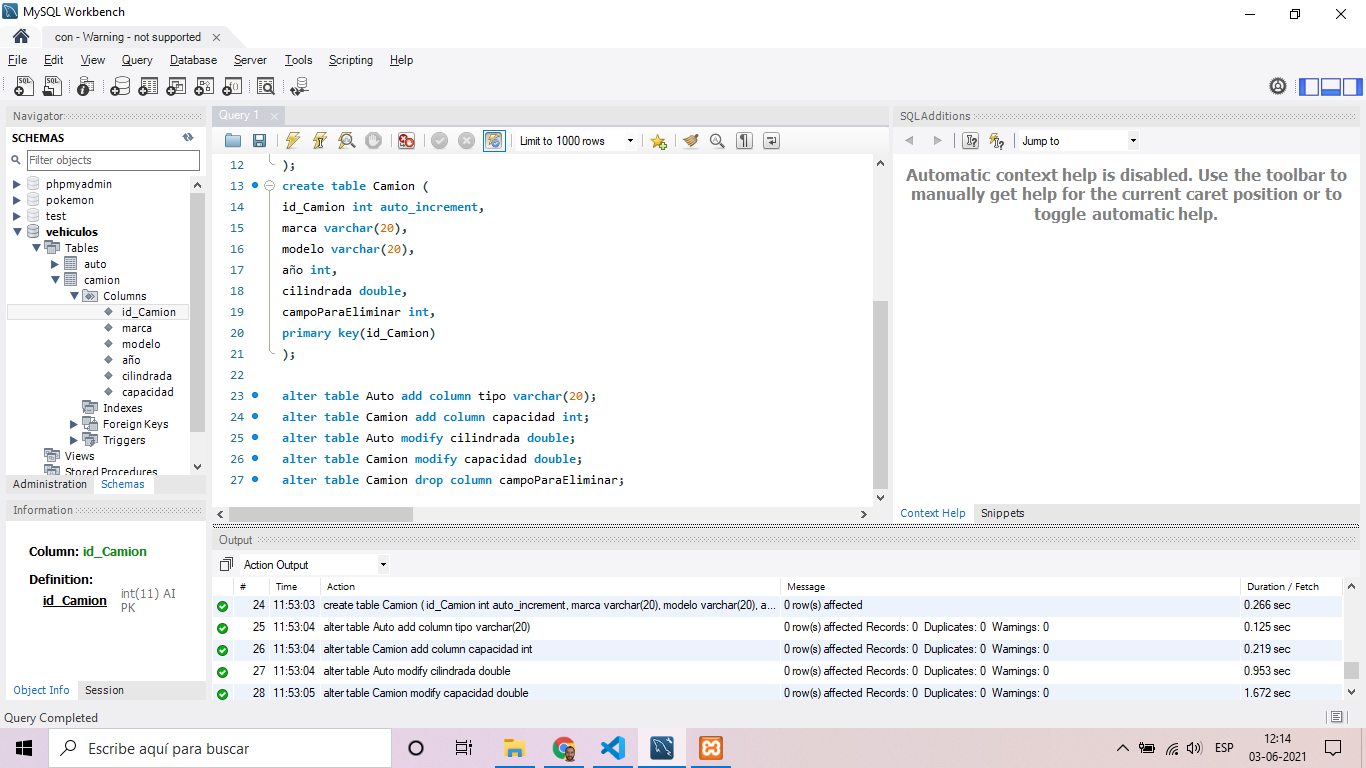 MySQL Workbench
con - Warning - not supported
File Edit View Query Database Server Tools Scripting Help
Navigator
SCHEMAS
Filter objects
phpmyadmin
pokemon
test
vehiculos
Tables
auto
camion
Columns
id_Camion
marca
modelo
año
cilindrada
capacidad
Indexes
Foreign Keys
Triggers
Views
Stored Procedures
Administration Schemas
Information
Column: id_Camion
Definition:
id_Camion int(11) AI
PK
Object Info Session
Query 1
Limit to 1000 rows
12 );
13 create table Camion (
14 id_Camion int auto_increment,
15 marca varchar(20),
16 modelo varchar(20),
17 año int,
18 cilindrada double,
19 campoParaEliminar int,
20 primary key(id_Camion)
21 );
22
23 alter table Auto add column tipo varchar(20);
24 alter table Camion add column capacidad int;
25 alter table Auto modify cilindrada double;
26 alter table Camion modify capacidad double;
27 alter table Camion drop column campoParaEliminar;
SQLAdditions
Jump to
Automatic context help is disabled. Use the toolbar to
manually get help for the current caret position or to
toggle automatic help.
Context Help Snippets
Output
Action Output
# Time Action Message Duration / Fetch
24 11:53:03 create table Camion ( id_Camion int auto_increment, marca varchar(20), modelo varchar(20), a... 0 row(s) affected 0.266 sec
25 11:53:04 alter table Auto add column tipo varchar(20) 0 row(s) affected Records: 0 Duplicates: 0 Warnings: 0 0.125 sec
26 11:53:04 alter table Camion add column capacidad int 0 row(s) affected Records: 0 Duplicates: 0 Warnings: 0 0.219 sec
27 11:53:04 alter table Auto modify cilindrada double 0 row(s) affected Records: 0 Duplicates: 0 Warnings: 0 0.953 sec
28 11:53:05 alter table Camion modify capacidad double 0 row(s) affected Records: 0 Duplicates: 0 Warnings: 0 1.672 sec
Query Completed
Escribe aquí para buscar
ESP
12:14
03-06-2021